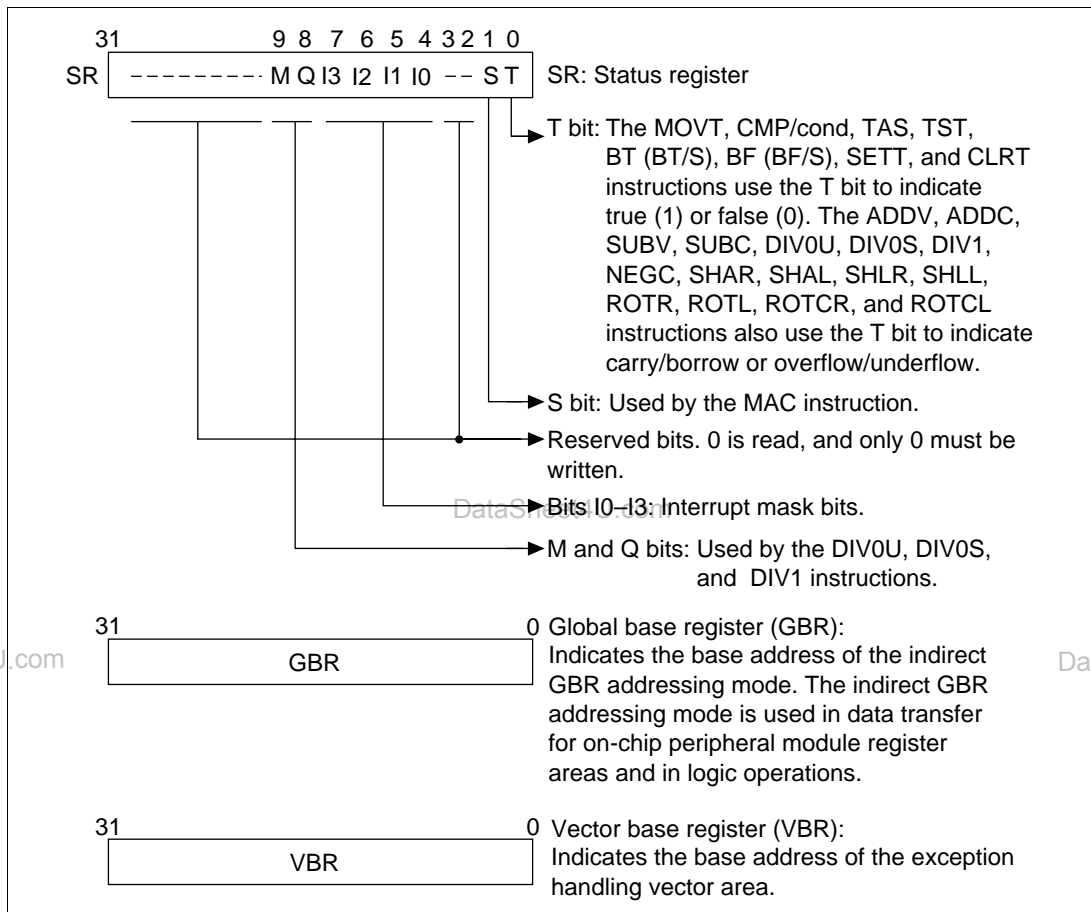 31 9 8 7 6 5 4 3 2 1 0
SR ---------- M Q I3 I2 I1 I0 -- S T SR: Status register
T bit: The MOVT, CMP/cond, TAS, TST,
BT (BT/S), BF (BF/S), SETT, and CLRT
instructions use the T bit to indicate
true (1) or false (0). The ADDV, ADDC,
SUBV, SUBC, DIV0U, DIV0S, DIV1,
NEGC, SHAR, SHAL, SHLR, SHLL,
ROTR, ROTL, ROTCR, and ROTCL
instructions also use the T bit to indicate
carry/borrow or overflow/underflow.
S bit: Used by the MAC instruction.
Reserved bits. 0 is read, and only 0 must be
written.
DataSheet4U.com
Bits I0–I3: Interrupt mask bits.
M and Q bits: Used by the DIV0U, DIV0S,
and DIV1 instructions.
31 0 Global base register (GBR):
U.com GBR Indicates the base address of the indirect Da
GBR addressing mode. The indirect GBR
addressing mode is used in data transfer
for on-chip peripheral module register
areas and in logic operations.
31 0 Vector base register (VBR):
VBR Indicates the base address of the exception
handling vector area.